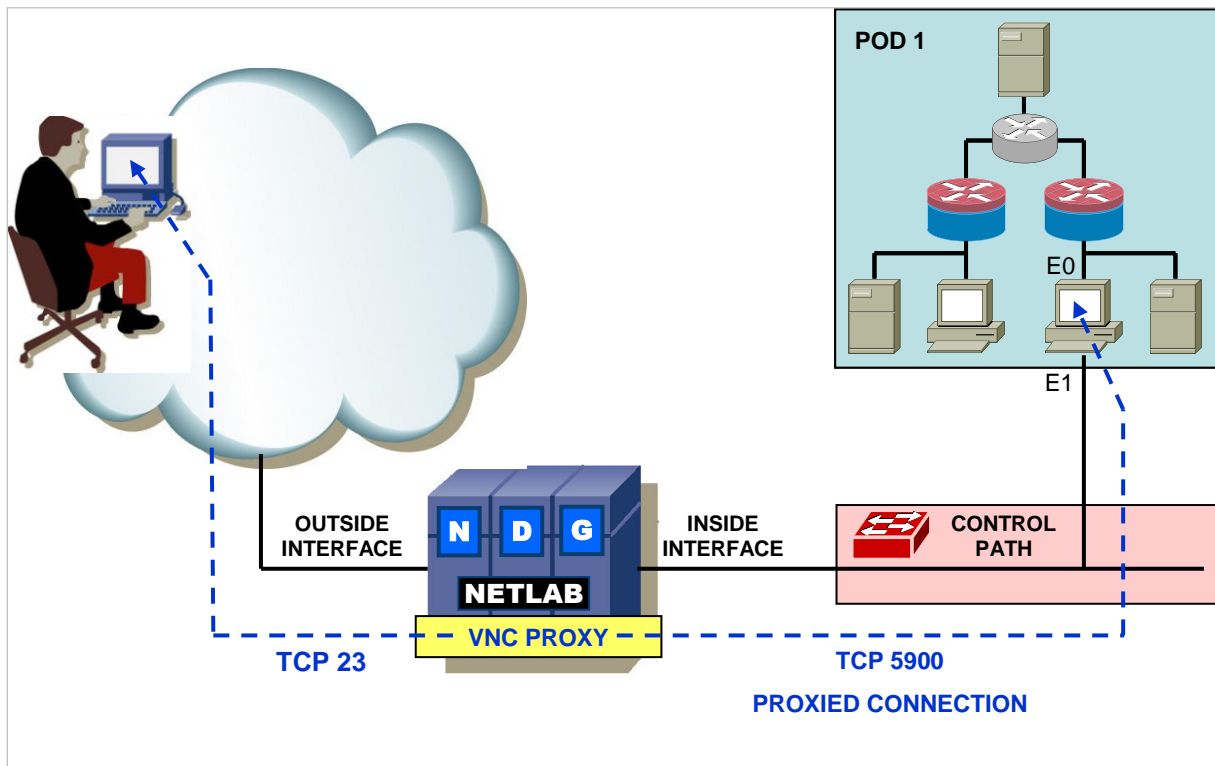 POD 1
E0
E1
OUTSIDE
INTERFACE
N D G
NETLAB
INSIDE
INTERFACE
CONTROL
PATH
VNC PROXY
TCP 23
TCP 5900
PROXIED CONNECTION